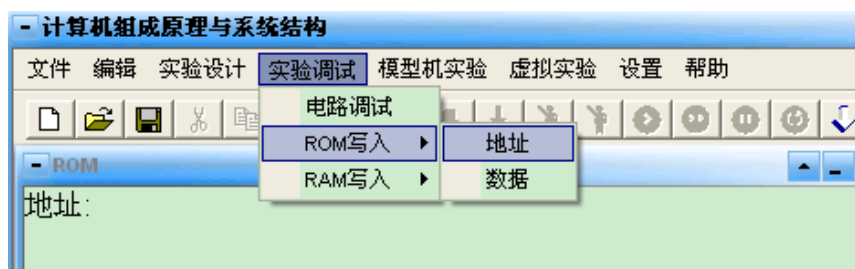 计算机组成原理与系统结构
文件 编辑 实验设计 实验调试 模型机实验 虚拟实验 设置 帮助
电路调试
ROM写入 地址
RAM写入 数据
ROM
地址: